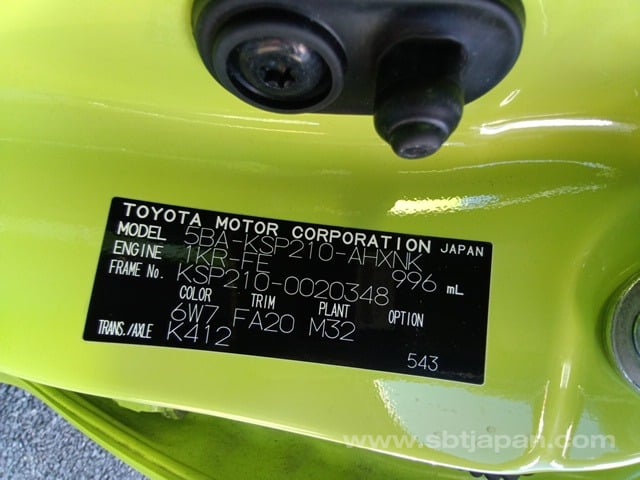 TOYOTA MOTOR CORPORATION JAPAN
MODEL 5BA-KSP210-AHXNK
ENGINE 1KR-FE 996 mL
FRAME No. KSP210-0020348
COLOR TRIM PLANT OPTION
6W7 FA20 M32
TRANS./AXLE K412
543
www.sbtjapan.com